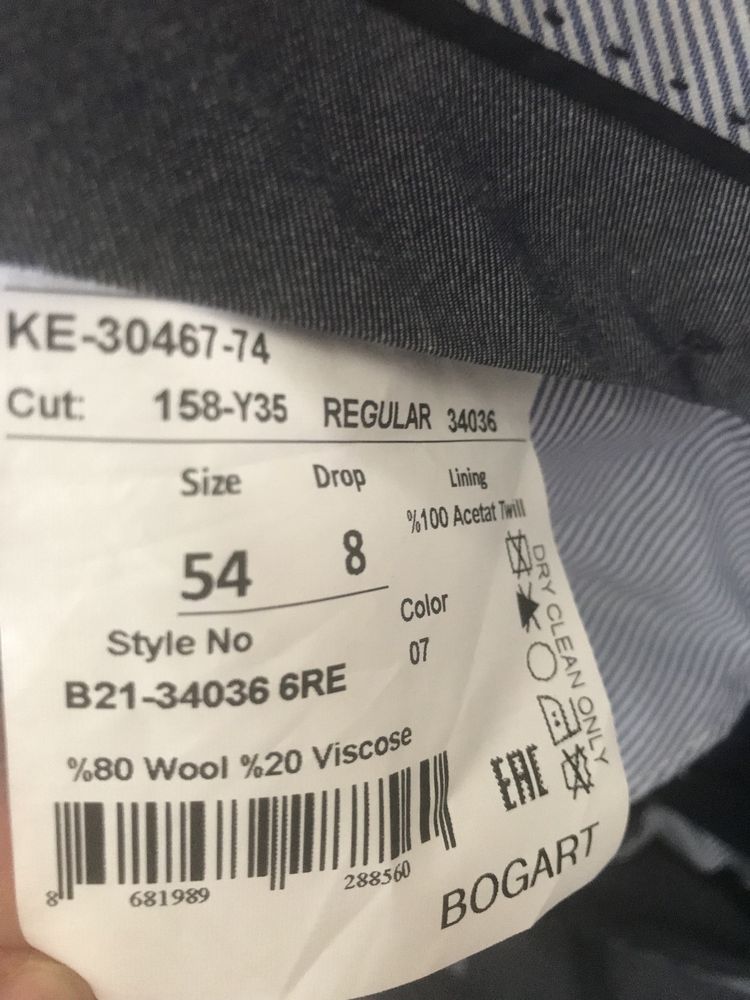 KE-30467-74
Cut: 158-Y35 REGULAR 34036
Size Drop Lining
%100 Acetat Twill
54 8
Color
07
Style No
B21-34036 6RE
%80 Wool %20 Viscose
DRY CLEAN ONLY
EAC
8 681989 288560
BOGART